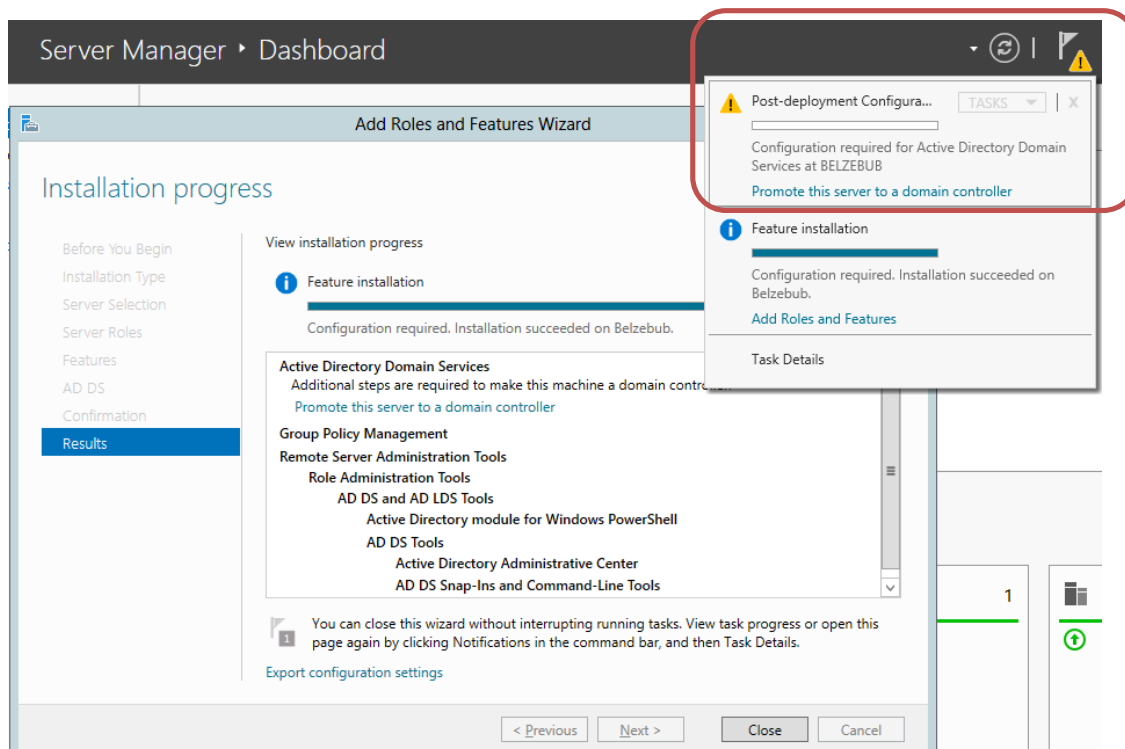 Server Manager ‣ Dashboard
Post-deployment Configura...
TASKS
X
Configuration required for Active Directory Domain
Services at BELZEBUB
Promote this server to a domain controller
Feature installation
Configuration required. Installation succeeded on
Belzebub.
Add Roles and Features
Task Details
Add Roles and Features Wizard
Installation progress
Before You Begin
Installation Type
Server Selection
Server Roles
Features
AD DS
Confirmation
Results
View installation progress
Feature installation
Configuration required. Installation succeeded on Belzebub.
Active Directory Domain Services
Additional steps are required to make this machine a domain
Promote this server to a domain controller
Group Policy Management
Remote Server Administration Tools
Role Administration Tools
AD DS and AD LDS Tools
Active Directory module for Windows PowerShell
AD DS Tools
Active Directory Administrative Center
AD DS Snap-Ins and Command-Line Tools
1
You can close this wizard without interrupting running tasks. View task progress or open this
page again by clicking Notifications in the command bar, and then Task Details.
Export configuration settings
< Previous
Next >
Close
Cancel
1